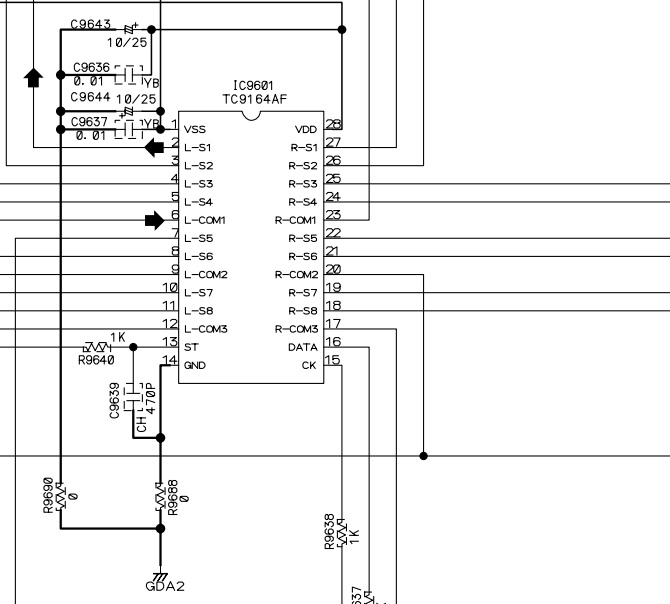 C9643
+
10/25
C9636
0.01
YB
C9644 10/25
+
C9637
0.01
YB
IC9601
TC9164AF
1 VSS VDD 28
2 L-S1 R-S1 27
3 L-S2 R-S2 26
4 L-S3 R-S3 25
5 L-S4 R-S4 24
6 L-COM1 R-COM1 23
7 L-S5 R-S5 22
8 L-S6 R-S6 21
9 L-COM2 R-COM2 20
10 L-S7 R-S7 19
11 L-S8 R-S8 18
12 L-COM3 R-COM3 17
13 ST DATA 16
14 GND CK 15
1K
R9640
C9639
CH 470P
R9690
0
R9688
0
R9638
1K
GDA2